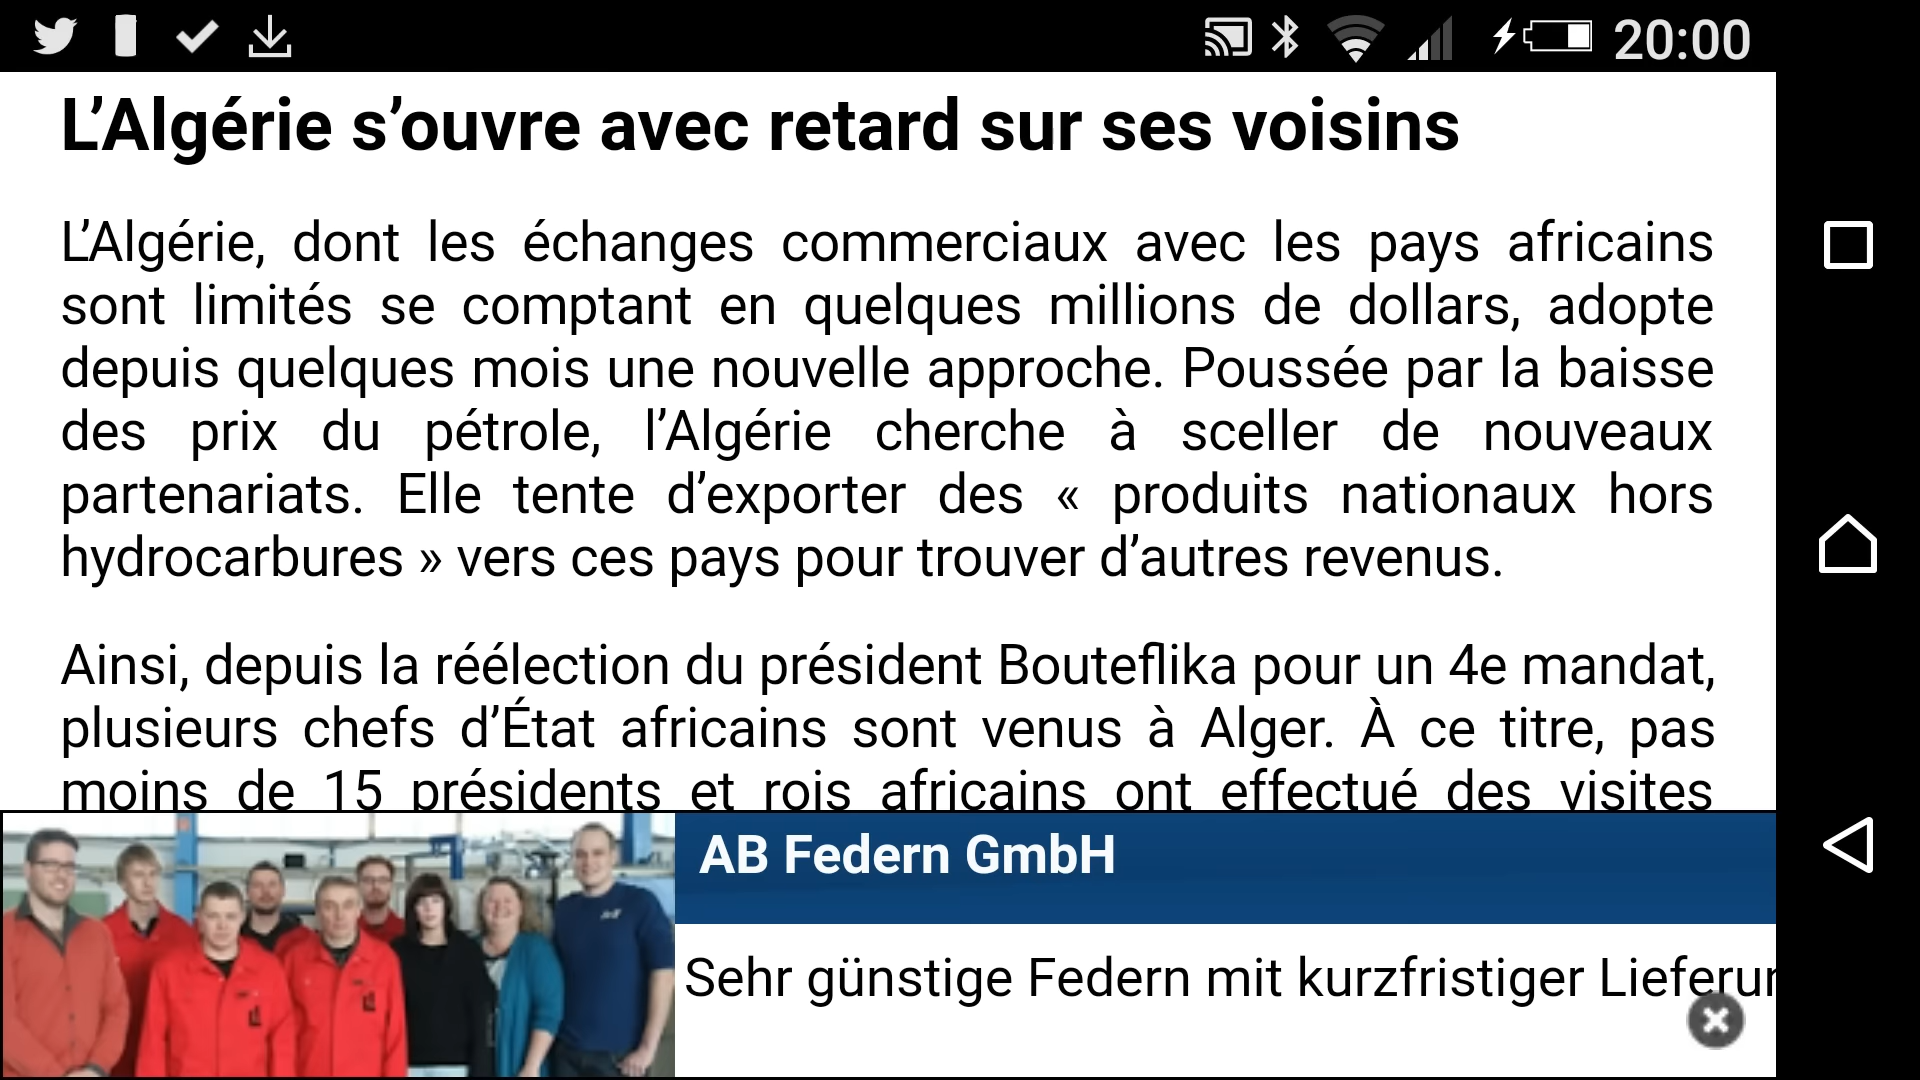 20:00
L’Algérie s’ouvre avec retard sur ses voisins
L’Algérie, dont les échanges commerciaux avec les pays africains
sont limités se comptant en quelques millions de dollars, adopte
depuis quelques mois une nouvelle approche. Poussée par la baisse
des prix du pétrole, l’Algérie cherche à sceller de nouveaux
partenariats. Elle tente d’exporter des « produits nationaux hors
hydrocarbures » vers ces pays pour trouver d’autres revenus.
Ainsi, depuis la réélection du président Bouteflika pour un 4e mandat,
plusieurs chefs d’État africains sont venus à Alger. À ce titre, pas
moins de 15 présidents et rois africains ont effectué des visites
AB Federn GmbH
Sehr günstige Federn mit kurzfristiger Lieferun